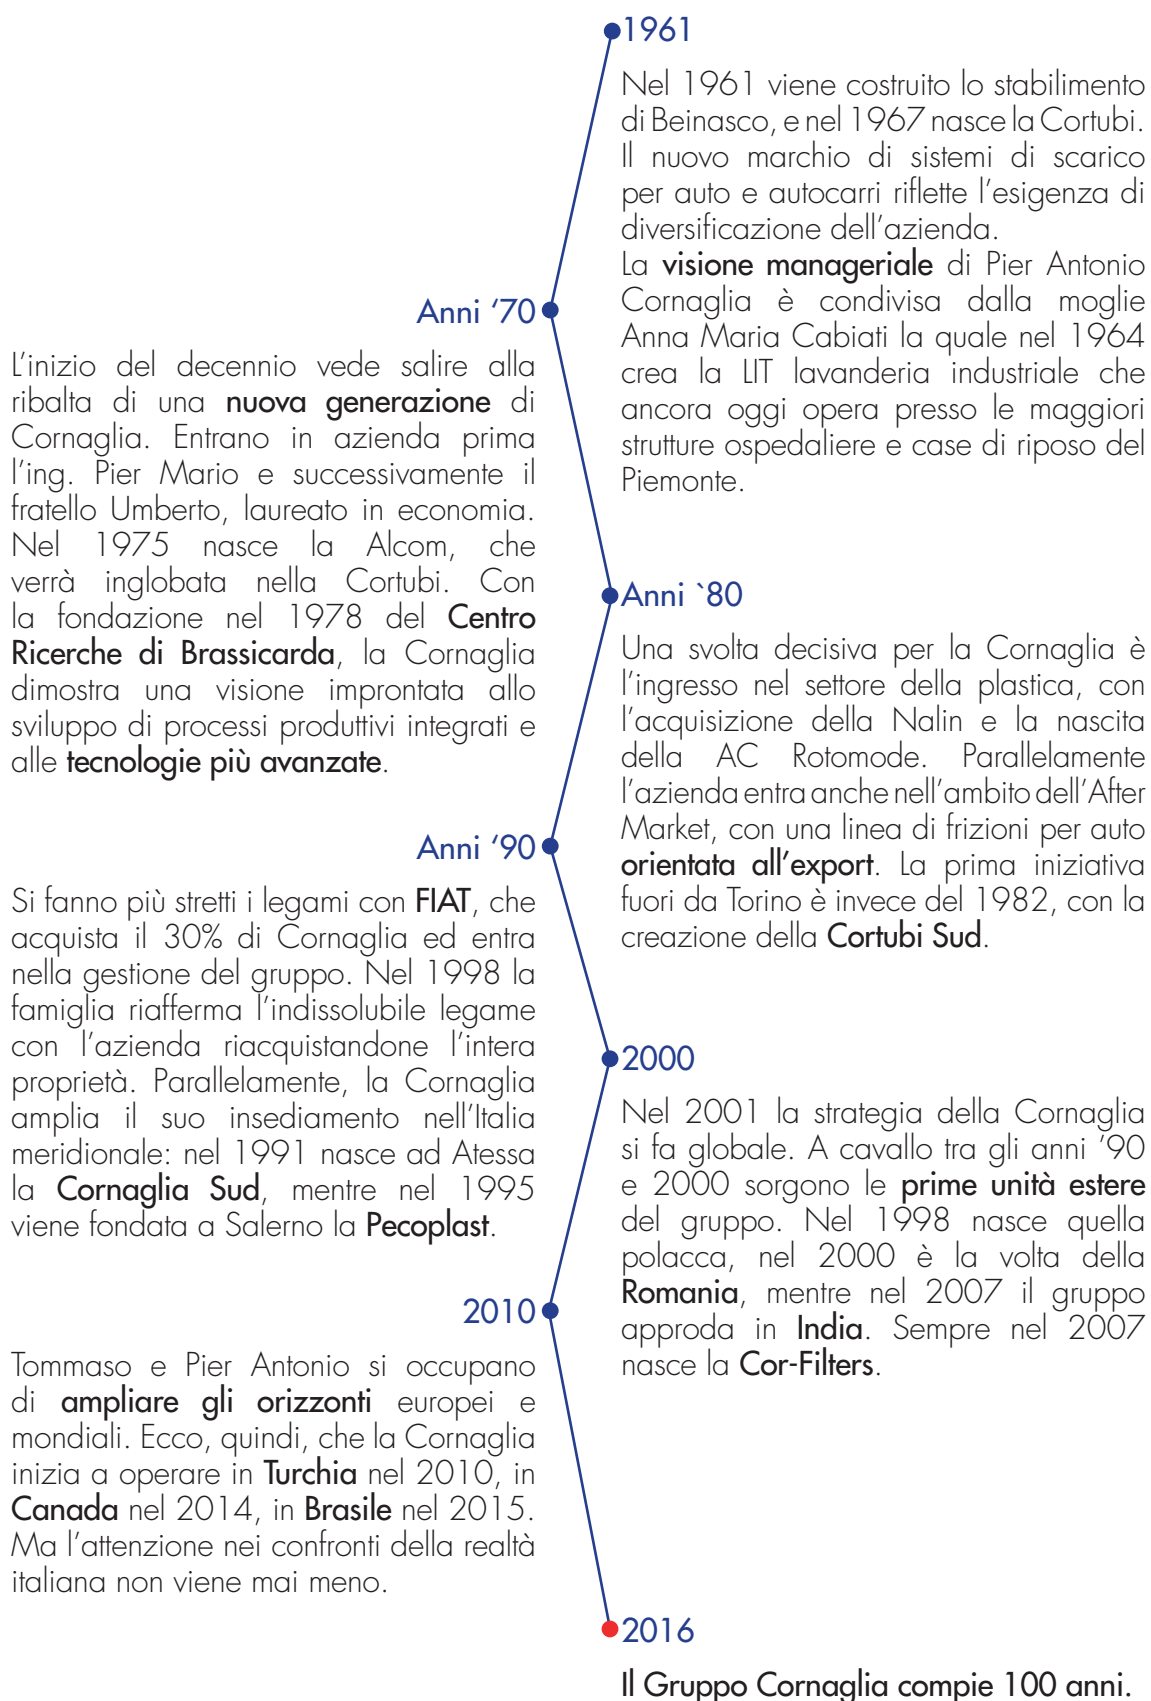 1961
Nel 1961 viene costruito lo stabilimento
di Beinasco, e nel 1967 nasce la Cortubi.
Il nuovo marchio di sistemi di scarico
per auto e autocarri riflette l'esigenza di
diversificazione dell'azienda.
La visione manageriale di Pier Antonio
Cornaglia è condivisa dalla moglie
Anna Maria Cabiati la quale nel 1964
crea la LIT lavanderia industriale che
ancora oggi opera presso le maggiori
strutture ospedaliere e case di riposo del
Piemonte.
Anni ‘70
L'inizio del decennio vede salire alla
ribalta di una nuova generazione di
Cornaglia. Entrano in azienda prima
l'ing. Pier Mario e successivamente il
fratello Umberto, laureato in economia.
Nel 1975 nasce la Alcom, che
verrà inglobata nella Cortubi. Con
la fondazione nel 1978 del Centro
Ricerche di Brassicarda, la Cornaglia
dimostra una visione improntata allo
sviluppo di processi produttivi integrati e
alle tecnologie più avanzate.
Anni `80
Una svolta decisiva per la Cornaglia è
l'ingresso nel settore della plastica, con
l'acquisizione della Nalin e la nascita
della AC Rotomode. Parallelamente
l'azienda entra anche nell'ambito dell'After
Market, con una linea di frizioni per auto
orientata all'export. La prima iniziativa
fuori da Torino è invece del 1982, con la
creazione della Cortubi Sud.
Anni ‘90
Si fanno più stretti i legami con FIAT, che
acquista il 30% di Cornaglia ed entra
nella gestione del gruppo. Nel 1998 la
famiglia riafferma l'indissolubile legame
con l'azienda riacquistandone l'intera
proprietà. Parallelamente, la Cornaglia
amplia il suo insediamento nell'Italia
meridionale: nel 1991 nasce ad Atessa
la Cornaglia Sud, mentre nel 1995
viene fondata a Salerno la Pecoplast.
2000
Nel 2001 la strategia della Cornaglia
si fa globale. A cavallo tra gli anni '90
e 2000 sorgono le prime unità estere
del gruppo. Nel 1998 nasce quella
polacca, nel 2000 è la volta della
Romania, mentre nel 2007 il gruppo
approda in India. Sempre nel 2007
nasce la Cor-Filters.
2010
Tommaso e Pier Antonio si occupano
di ampliare gli orizzonti europei e
mondiali. Ecco, quindi, che la Cornaglia
inizia a operare in Turchia nel 2010, in
Canada nel 2014, in Brasile nel 2015.
Ma l'attenzione nei confronti della realtà
italiana non viene mai meno.
2016
Il Gruppo Cornaglia compie 100 anni.